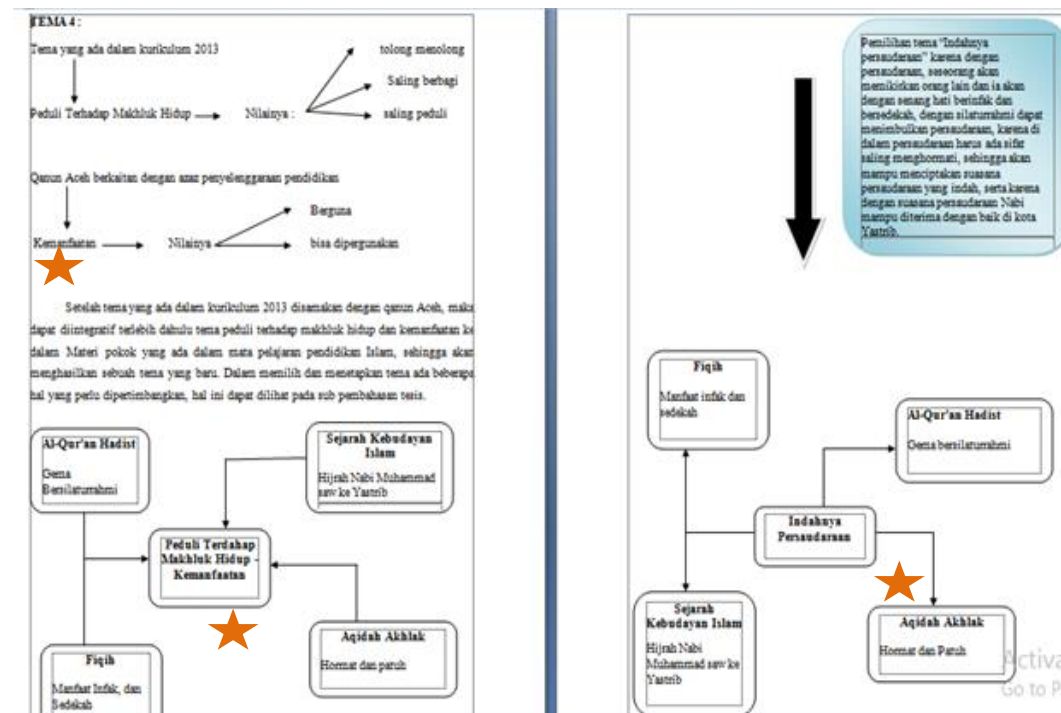 TEMA 4 :
Tema yang ada dalam kurikulum 2013
tolong menolong
Saling berbagi
Peduli Terhadap Makhluk Hidup
Nilainya :
saling peduli
Qanun Aceh berkaitan dengan azas penyelenggaraan pendidikan
Berguna
Kemanfaatan
Nilainya
bisa dipergunakan
Setelah tema yang ada dalam kurikulum 2013 disamakan dengan qanun Aceh, maka
dapat diintegratif terlebih dahulu tema peduli terhadap makhluk hidup dan kemanfaatan ke
dalam Materi pokok yang ada dalam mata pelajaran pendidikan Islam, sehingga akan
menghasilkan sebuah tema yang baru. Dalam memilih dan menetapkan tema ada beberapa
hal yang perlu dipertimbangkan, hal ini dapat dilihat pada sub pembahasan tesis.
Al-Qur'an Hadist
Gema
Bersilaturrahmi
Sejarah Kebudayan
Islam
Hijrah Nabi Muhammad
saw ke Yastrib
Peduli Terdahap
Makhluk Hidup -
Kemanfaatan
Aqidah Akhlak
Hormat dan patuh
Fiqih
Manfaat Infak, dan
Sedekah
Pemilihan tema "Indahnya
persaudaraan" karena dengan
persaudaraan, seseorang akan
memikirkan orang lain dan ia akan
dengan senang hati berinfak dan
bersedekah, dengan silaturrahmi dapat
menimbulkan persaudaraan, karena di
dalam persaudaraan harus ada sifat
saling menghormati, sehingga akan
mampu menciptakan suasana
persaudaraan yang indah, serta karena
dengan suasana persaudaraan Nabi
mampu diterima dengan baik di kota
Yastrib.
Fiqih
Manfaat infak dan
sedekah
Al-Qur'an Hadist
Gema bersilaturrahmi
Indahnya
Persaudaraan
Sejarah
Kebudayan Islam
Hijrah Nabi
Muhammad saw ke
Yastrib
Aqidah Akhlak
Hormat dan Patuh
Activa
Go to P